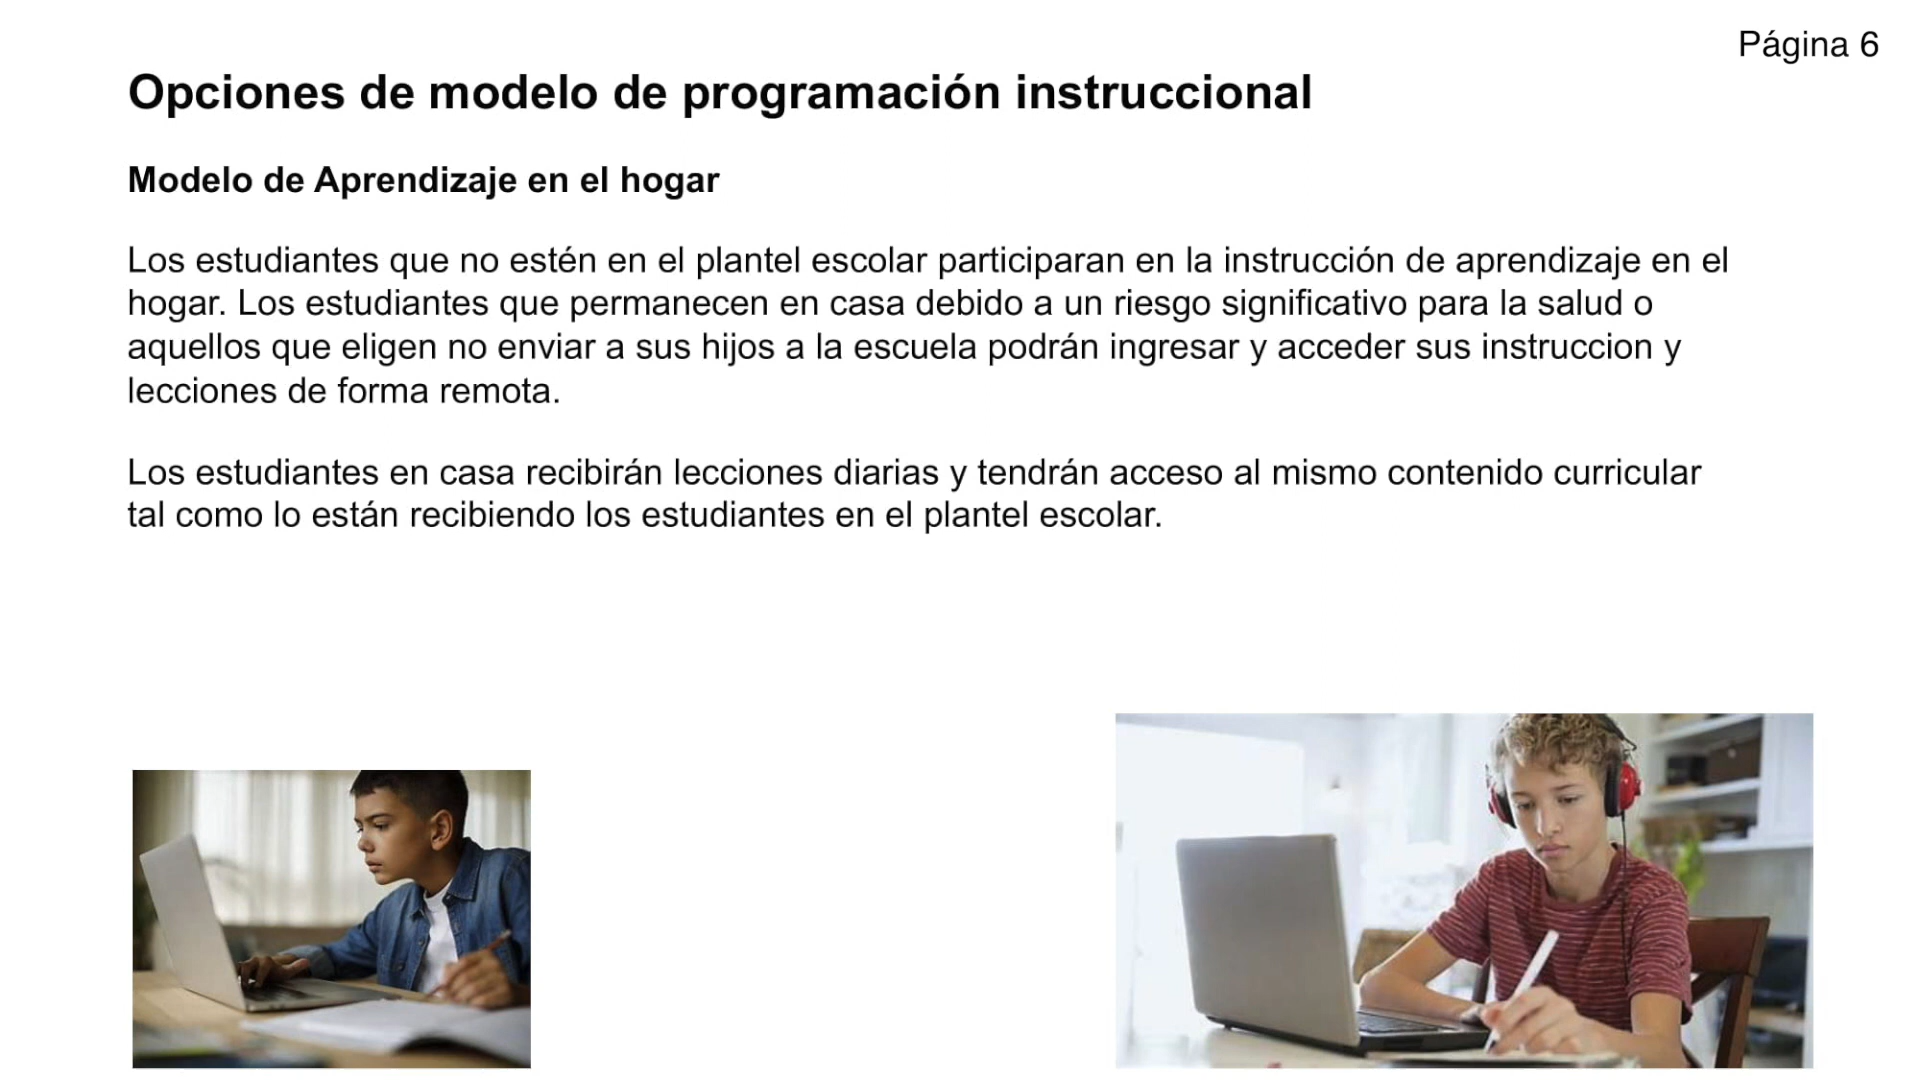 Página 6
Opciones de modelo de programación instruccional
Modelo de Aprendizaje en el hogar
Los estudiantes que no estén en el plantel escolar participaran en la instrucción de aprendizaje en el
hogar. Los estudiantes que permanecen en casa debido a un riesgo significativo para la salud o
aquellos que eligen no enviar a sus hijos a la escuela podrán ingresar y acceder sus instruccion y
lecciones de forma remota.
Los estudiantes en casa recibirán lecciones diarias y tendrán acceso al mismo contenido curricular
tal como lo están recibiendo los estudiantes en el plantel escolar.